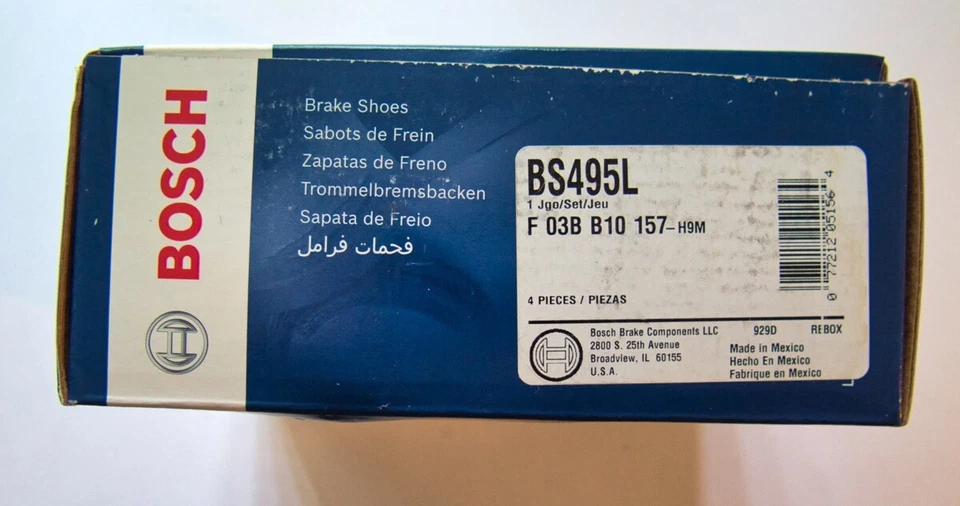 BOSCH
Brake Shoes
Sabots de Frein
Zapatas de Freno
Trommelbremsbacken
Sapata de Freio
فحمات فرامل
BS495L
1 Jgo/Set/Jeu
F 03B B10 157-H9M
4 PIECES / PIEZAS
0 77212 05156 4
Bosch Brake Components LLC
2800 S. 25th Avenue
Broadview, IL 60155
U.S.A.
929D REBOX
Made in Mexico
Hecho En Mexico
Fabrique en Mexico